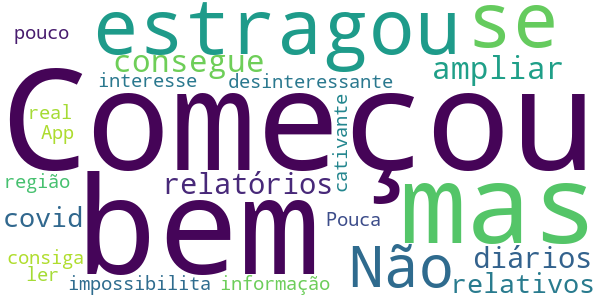 estragou
se
pouco
consegue
ampliar
interesse
desinteressante
Começou
real
App
cativante
região
relatórios
bem
mas
covid
Pouca
Não
diários
consiga
ler
impossibilita
informação
relativos